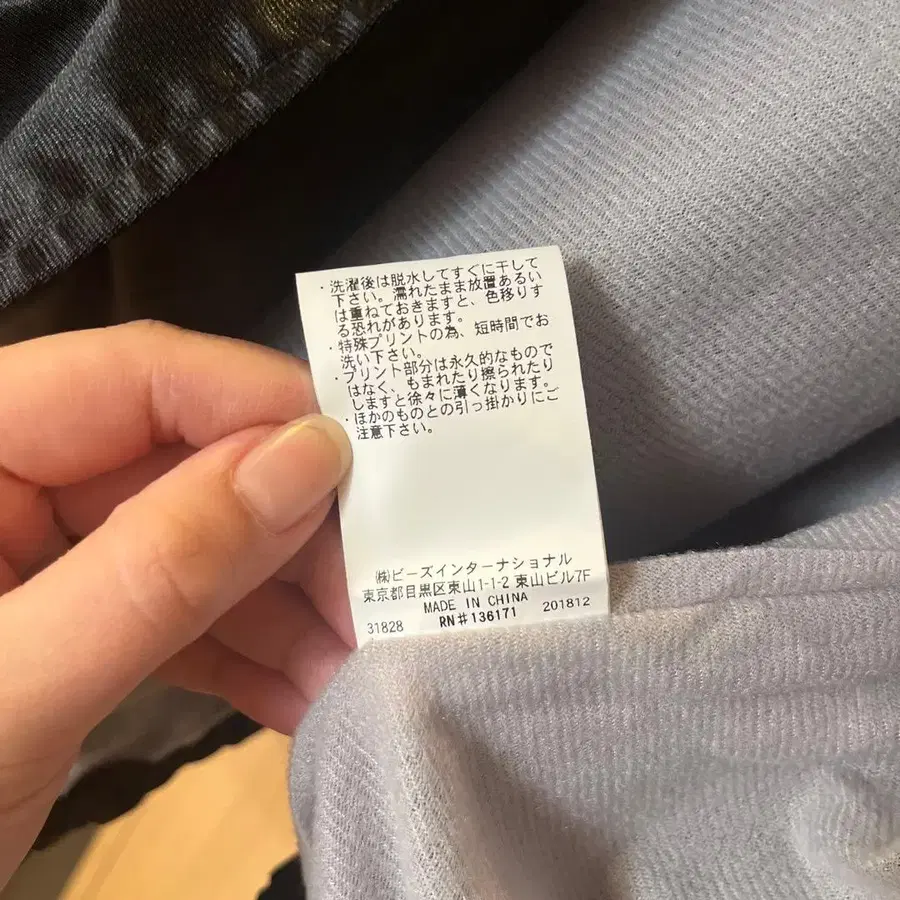 ・洗濯後は脱水してすぐに干して
下さい。濡れたまま放置あるい
は重ねておきますと、色移りす
る恐れがあります。
・特殊プリントの為、短時間でお
洗い下さい。
・プリント部分は永久的なもので
はなく、もまれたり擦られたり
しますと徐々に薄くなります。
・ほかのものとの引っ掛かりにご
注意下さい。
㈱ビーズインターナショナル
東京都目黒区東山1-1-2 東山ビル7F
MADE IN CHINA
31828 RN#136171 201812